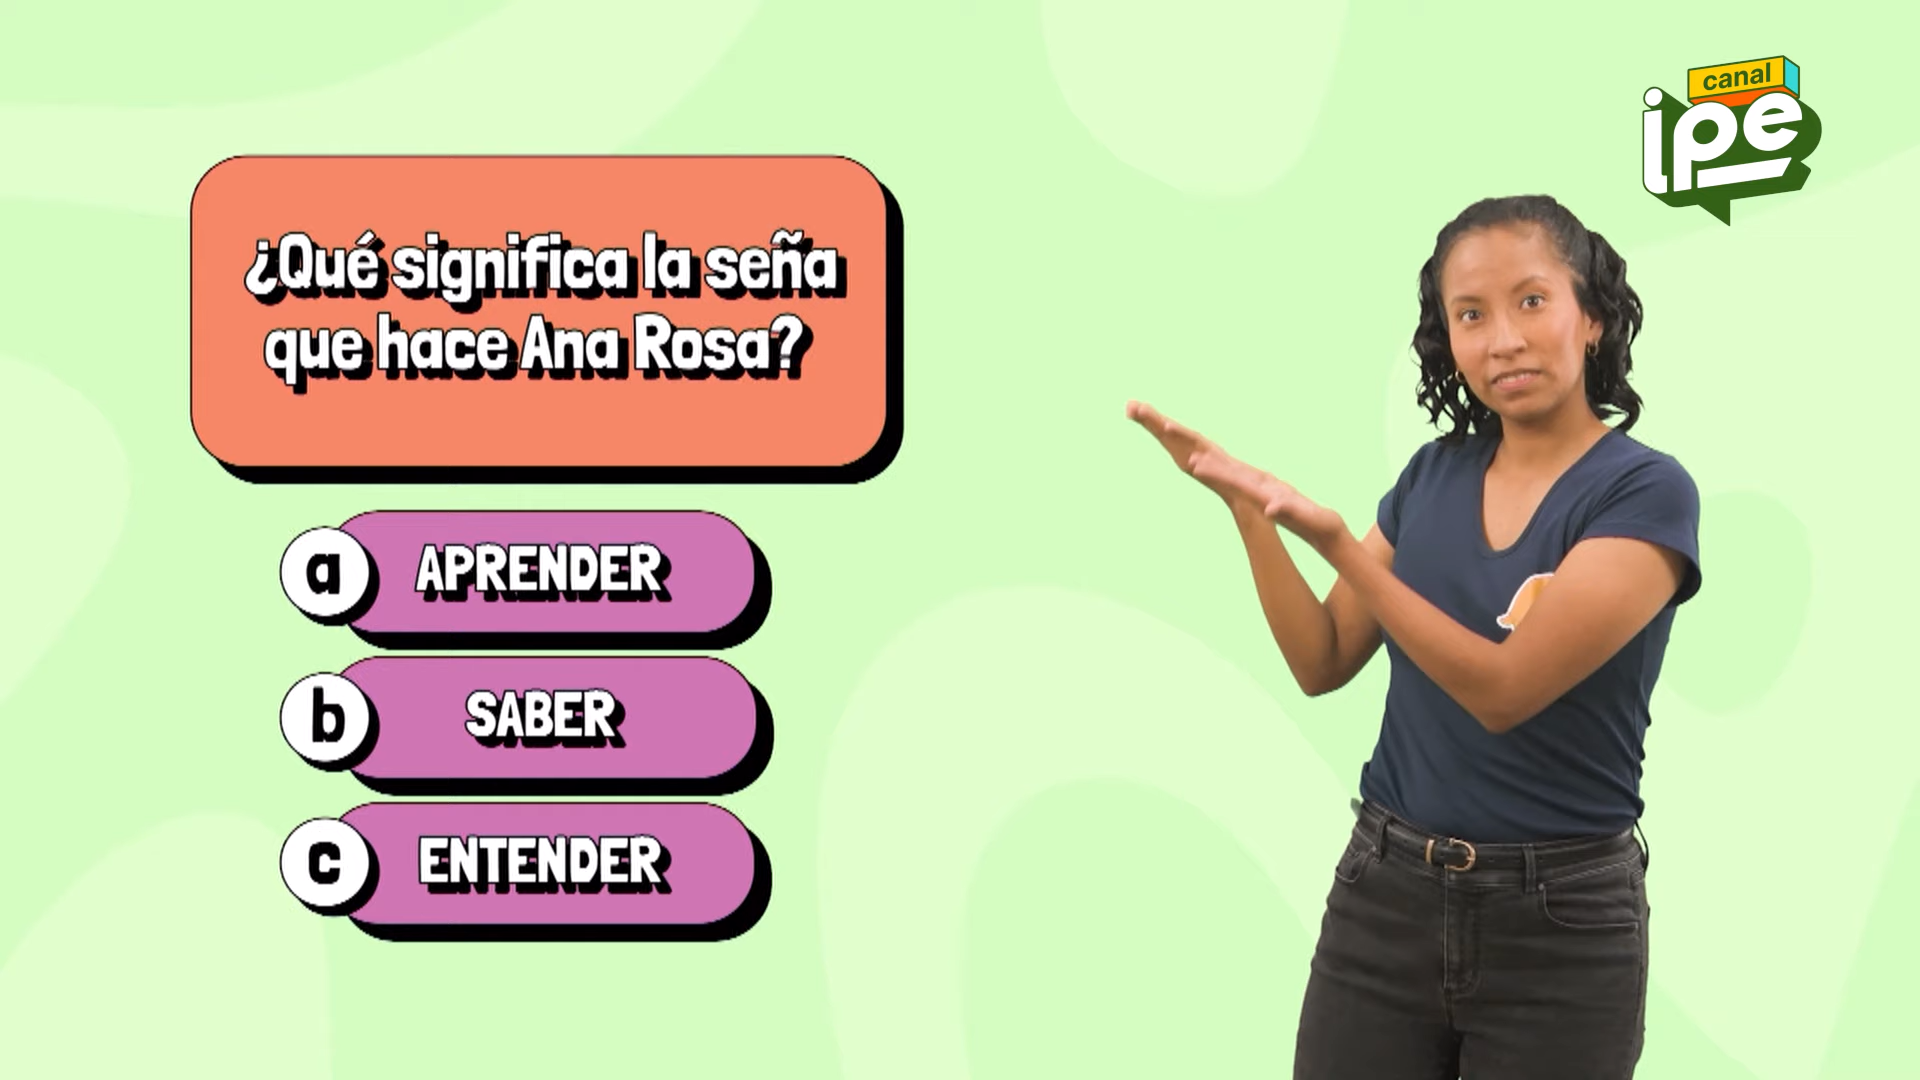 canal
ipe
¿Qué significa la seña
que hace Ana Rosa?
a APRENDER
b SABER
c ENTENDER